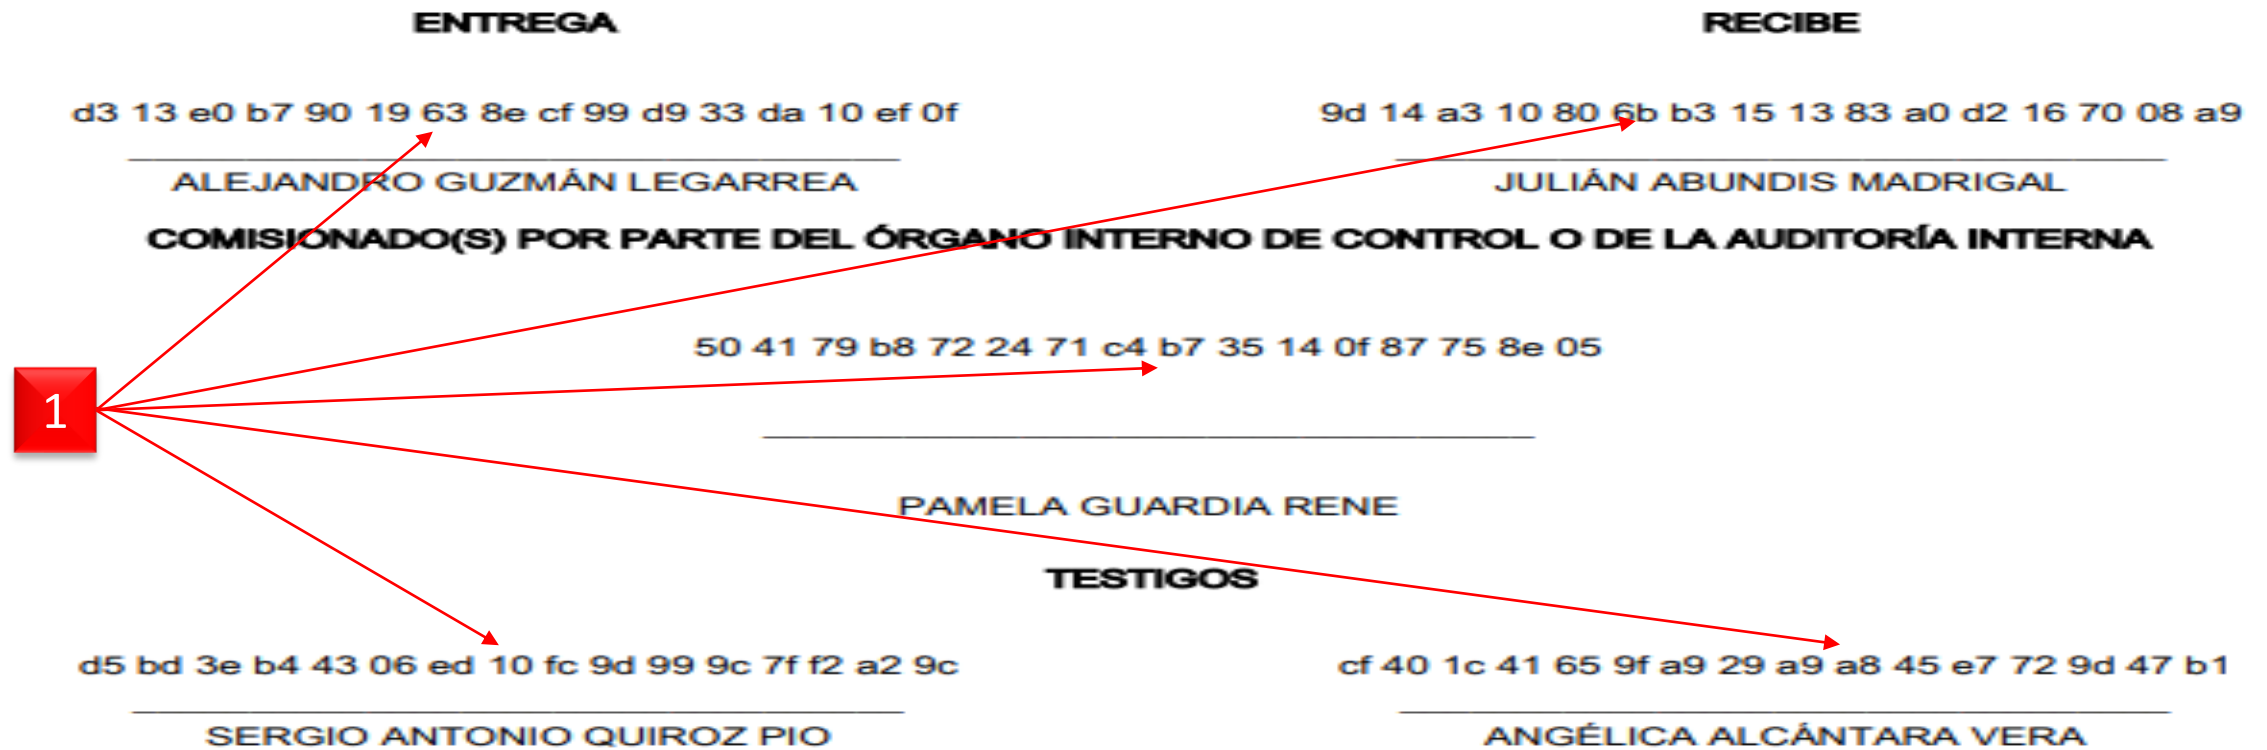 ENTREGA RECIBE
d3 13 e0 b7 90 19 63 8e cf 99 d9 33 da 10 ef 0f 9d 14 a3 10 80 6b b3 15 13 83 a0 d2 16 70 08 a9
ALEJANDRO GUZMÁN LEGARREA JULIÁN ABUNDIS MADRIGAL
COMISIONADO(S) POR PARTE DEL ÓRGANO INTERNO DE CONTROL O DE LA AUDITORÍA INTERNA
50 41 79 b8 72 24 71 c4 b7 35 14 0f 87 75 8e 05
1
PAMELA GUARDIA RENE
TESTIGOS
d5 bd 3e b4 43 06 ed 10 fc 9d 99 9c 7f f2 a2 9c cf 40 1c 41 65 9f a9 29 a9 a8 45 e7 72 9d 47 b1
SERGIO ANTONIO QUIROZ PIO ANGÉLICA ALCÁNTARA VERA